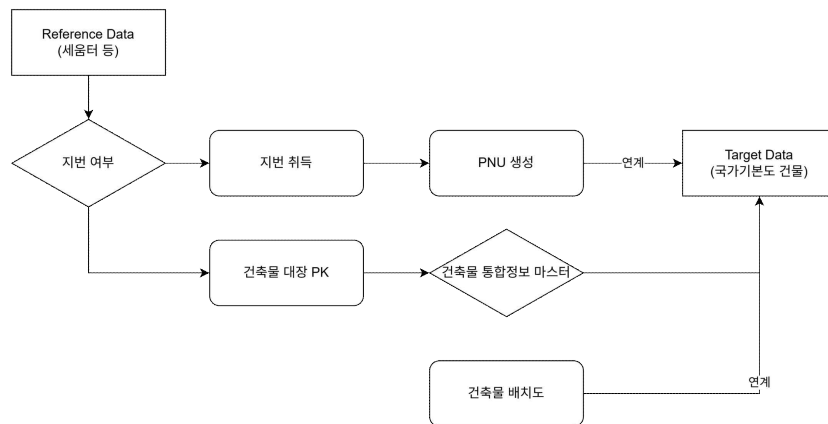 Reference Data
(세움터 등)
지번 여부
지번 취득
PNU 생성
연계
Target Data
(국가기본도 건물)
건축물 대장 PK
건축물 통합정보 마스터
건축물 배치도
연계